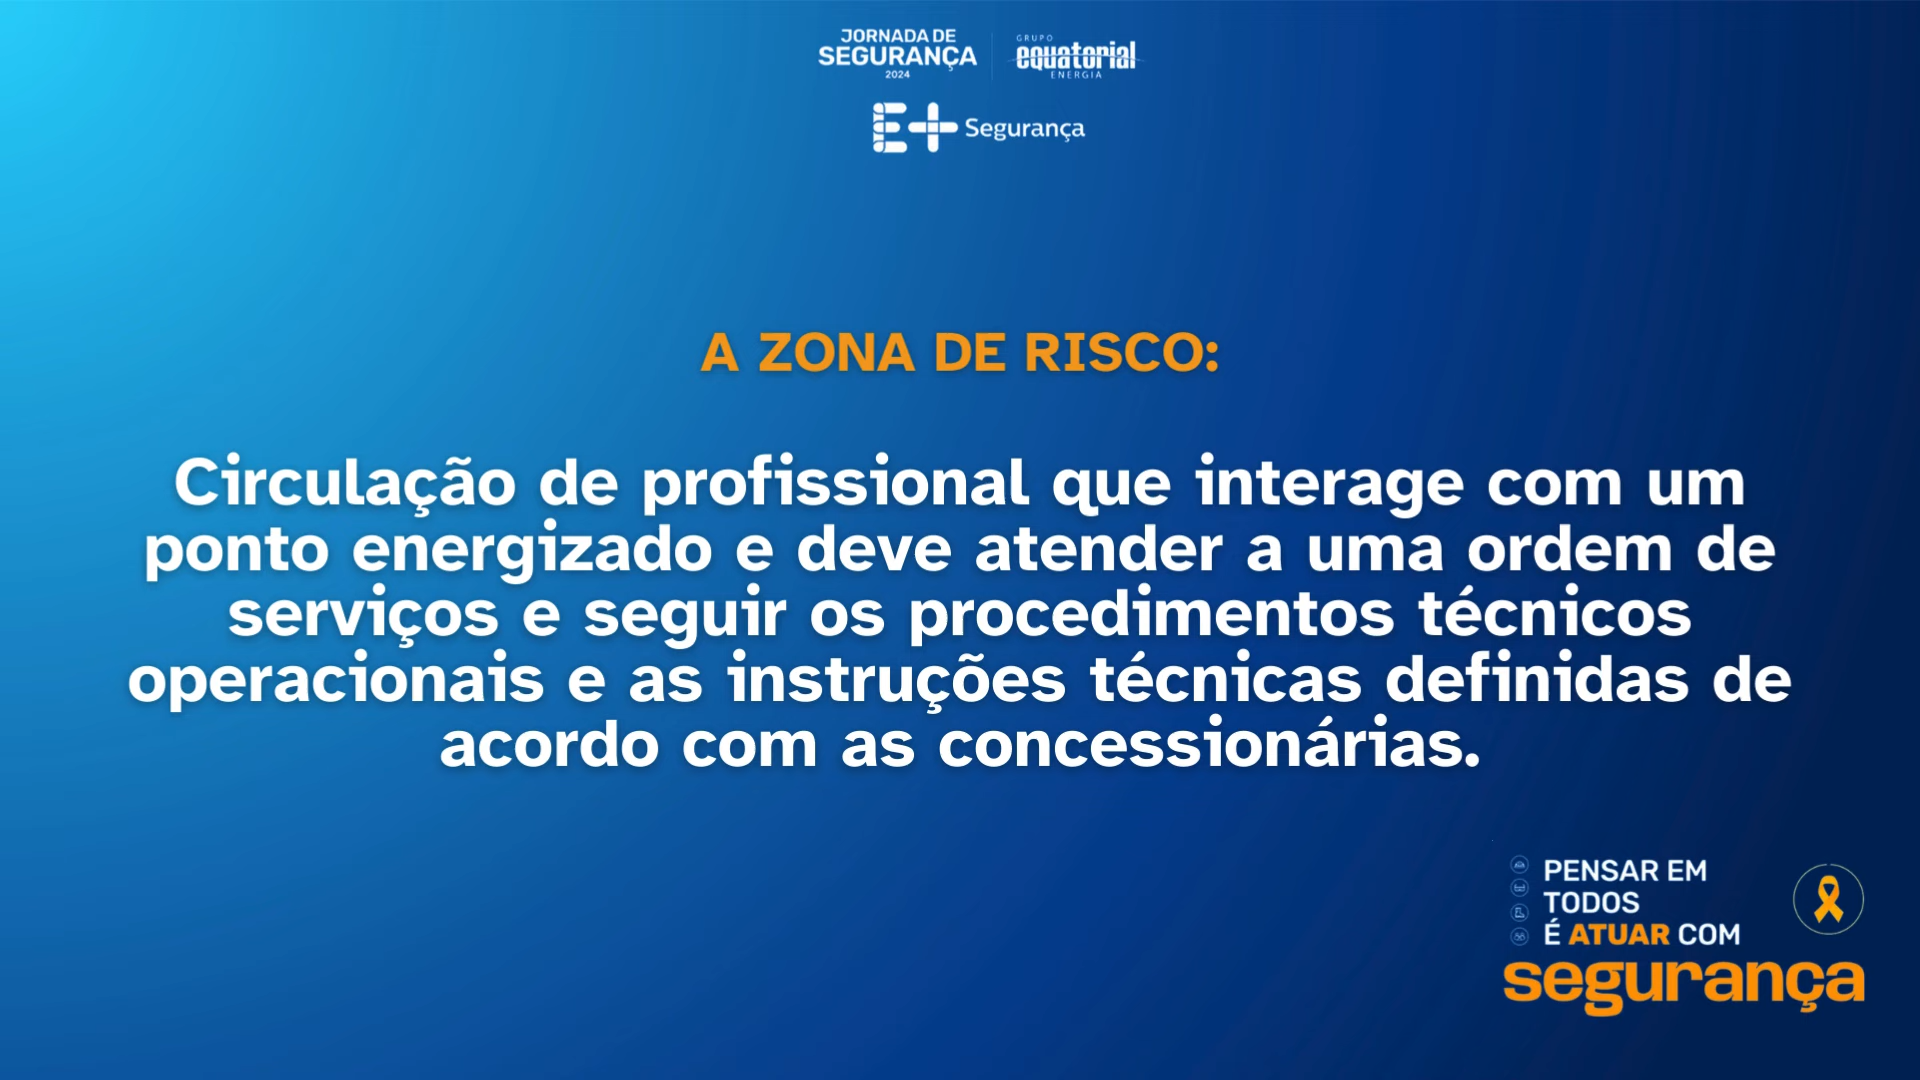 JORNADA DE
SEGURANÇA
2024
GRUPO
equatorial
ENERGIA
E+ Segurança
A ZONA DE RISCO:
Circulação de profissional que interage com um
ponto energizado e deve atender a uma ordem de
serviços e seguir os procedimentos técnicos
operacionais e as instruções técnicas definidas de
acordo com as concessionárias.
PENSAR EM
TODOS
É ATUAR COM
segurança